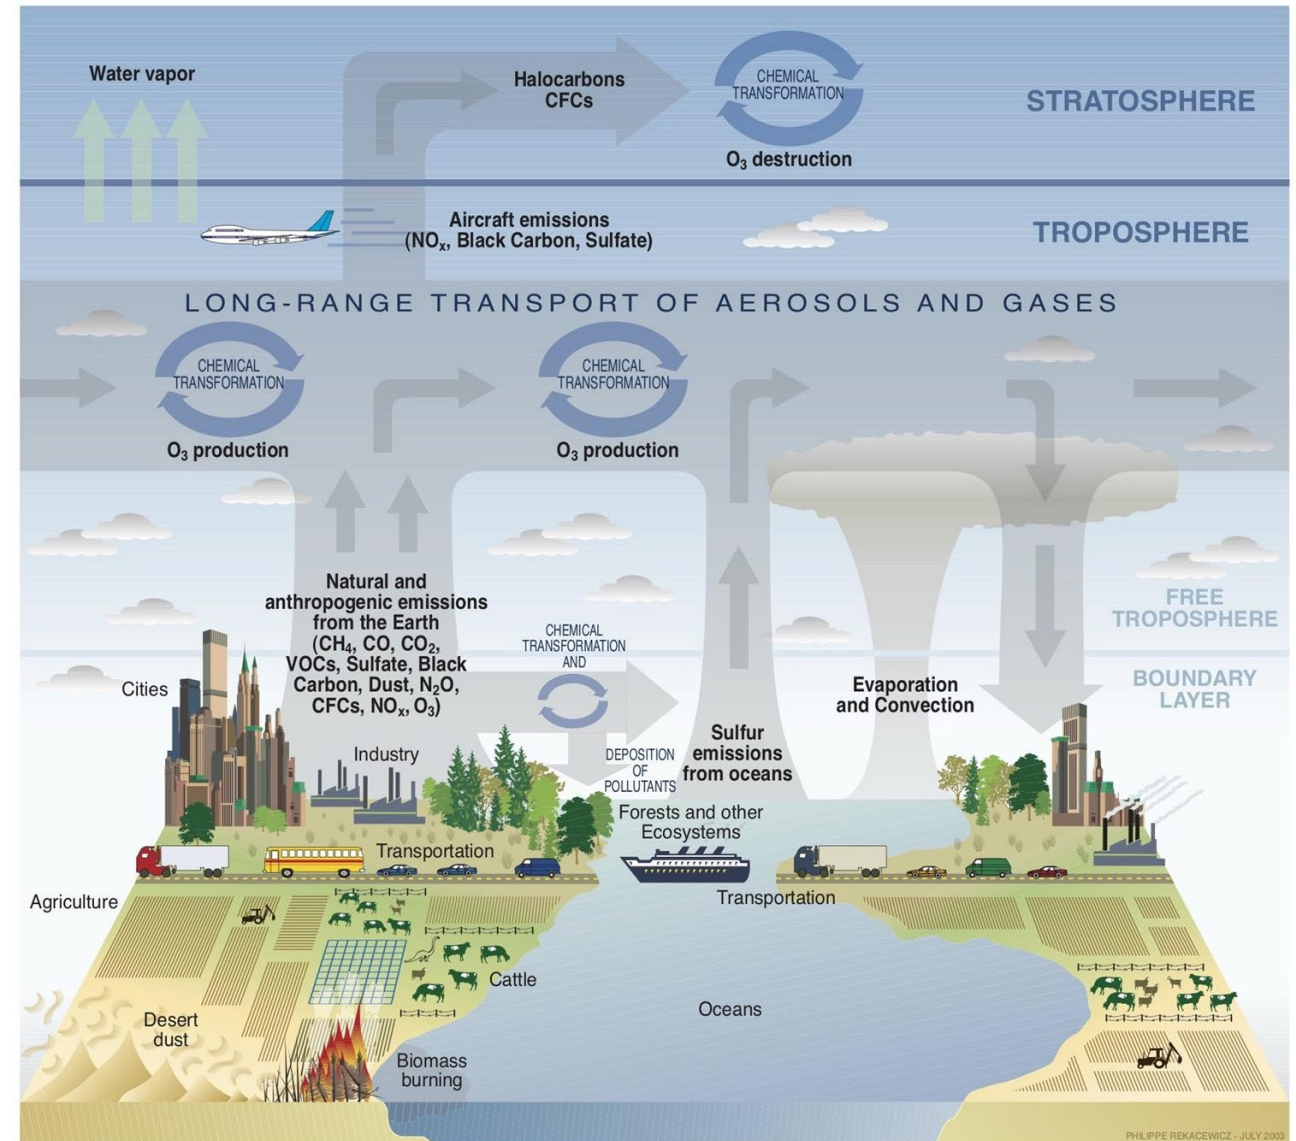 Water vapor
Halocarbons
CFCs
CHEMICAL
TRANSFORMATION
O₃ destruction
STRATOSPHERE
Aircraft emissions
(NOₓ, Black Carbon, Sulfate)
TROPOSPHERE
LONG-RANGE TRANSPORT OF AEROSOLS AND GASES
CHEMICAL
TRANSFORMATION
O₃ production
CHEMICAL
TRANSFORMATION
O₃ production
Natural and
anthropogenic emissions
from the Earth
(CH₄, CO, CO₂,
VOCs, Sulfate, Black
Carbon, Dust, N₂O,
CFCs, NOₓ, O₃)
FREE
TROPOSPHERE
CHEMICAL
TRANSFORMATION
AND
DEPOSITION
OF
POLLUTANTS
BOUNDARY
LAYER
Cities
Industry
Evaporation
and Convection
Sulfur
emissions
from oceans
Forests and other
Ecosystems
Transportation
Transportation
Agriculture
Cattle
Oceans
Desert
dust
Biomass
burning
PHILIPPE REKACEWICZ - JULY 2003